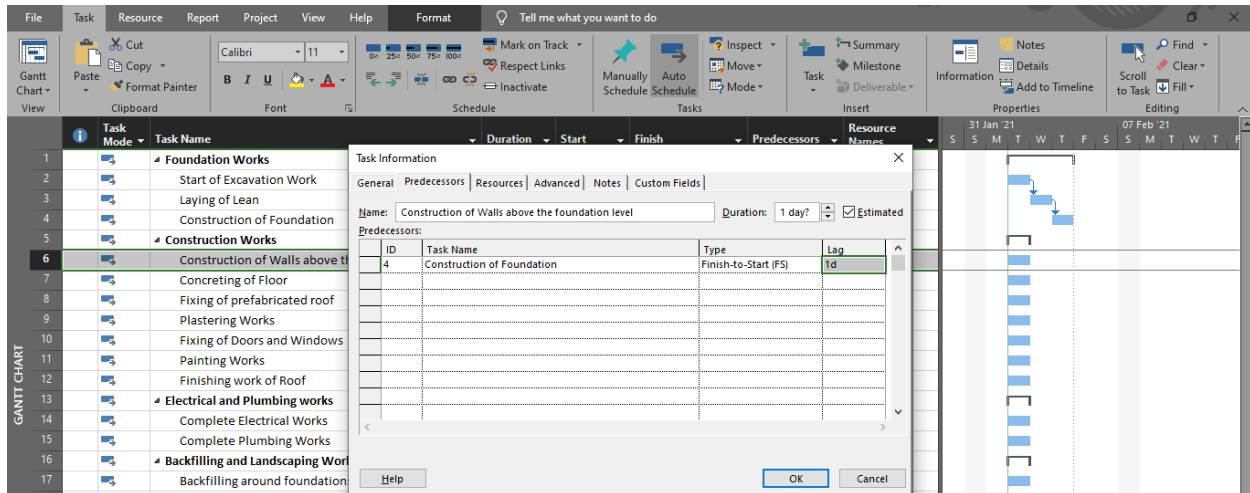 File Task Resource Report Project View Help Format Tell me what you want to do
Gantt Chart
View
Paste
Cut
Copy
Format Painter
Clipboard
Calibri 11
B I U A
Font
0× 25× 50× 75× 100×
Mark on Track
Respect Links
Inactivate
Schedule
Manually Schedule
Auto Schedule
Inspect
Move
Mode
Tasks
Task
Summary
Milestone
Deliverable
Insert
Information
Notes
Details
Add to Timeline
Properties
Scroll to Task
Find
Clear
Fill
Editing
Task Mode Task Name Duration Start Finish Predecessors Resource Names
31 Jan '21 07 Feb '21
S S M T W T F S S M T W T F
GANTT CHART
1 Foundation Works
2 Start of Excavation Work
3 Laying of Lean
4 Construction of Foundation
5 Construction Works
6 Construction of Walls above th
7 Concreting of Floor
8 Fixing of prefabricated roof
9 Plastering Works
10 Fixing of Doors and Windows
11 Painting Works
12 Finishing work of Roof
13 Electrical and Plumbing works
14 Complete Electrical Works
15 Complete Plumbing Works
16 Backfilling and Landscaping Worl
17 Backfilling around foundation
Task Information
General Predecessors Resources Advanced Notes Custom Fields
Name: Construction of Walls above the foundation level Duration: 1 day? Estimated
Predecessors:
ID Task Name Type Lag
4 Construction of Foundation Finish-to-Start (FS) 1d
Help OK Cancel